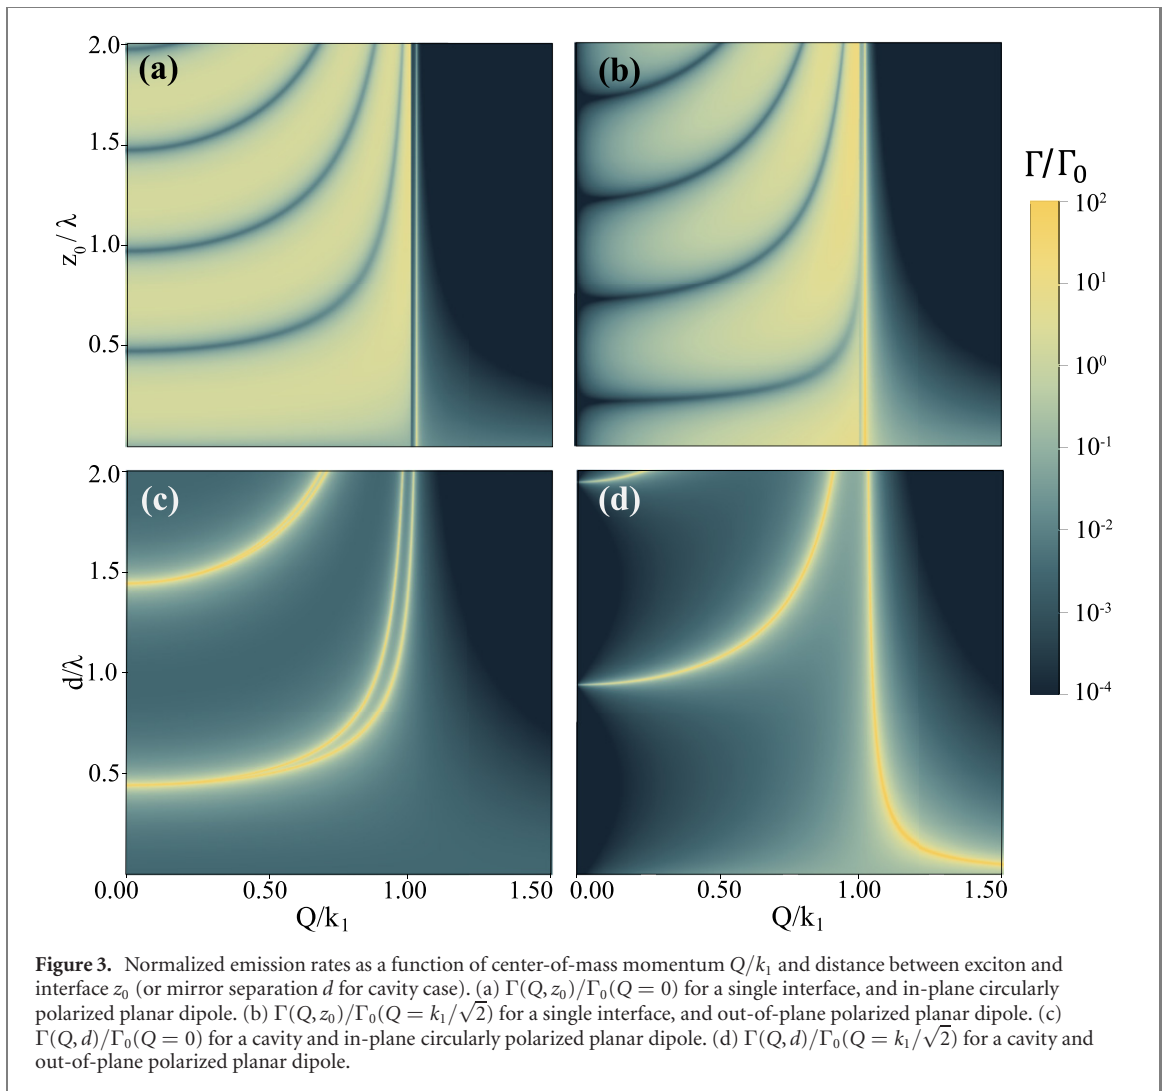 2.0
(a)
(b)
1.5
1.0
0.5
z₀/λ
Γ/Γ₀
10²
10¹
10⁰
10⁻¹
10⁻²
10⁻³
10⁻⁴
2.0
(c)
(d)
1.5
1.0
0.5
d/λ
0.00 0.50 1.00 1.50
0.00 0.50 1.00 1.50
Q/k₁
Q/k₁
Figure 3. Normalized emission rates as a function of center-of-mass momentum Q/k₁ and distance between exciton and
interface z₀ (or mirror separation d for cavity case). (a) Γ(Q, z₀)/Γ₀(Q = 0) for a single interface, and in-plane circularly
polarized planar dipole. (b) Γ(Q, z₀)/Γ₀(Q = k₁/√2) for a single interface, and out-of-plane polarized planar dipole. (c)
Γ(Q, d)/Γ₀(Q = 0) for a cavity and in-plane circularly polarized planar dipole. (d) Γ(Q, d)/Γ₀(Q = k₁/√2) for a cavity and
out-of-plane polarized planar dipole.